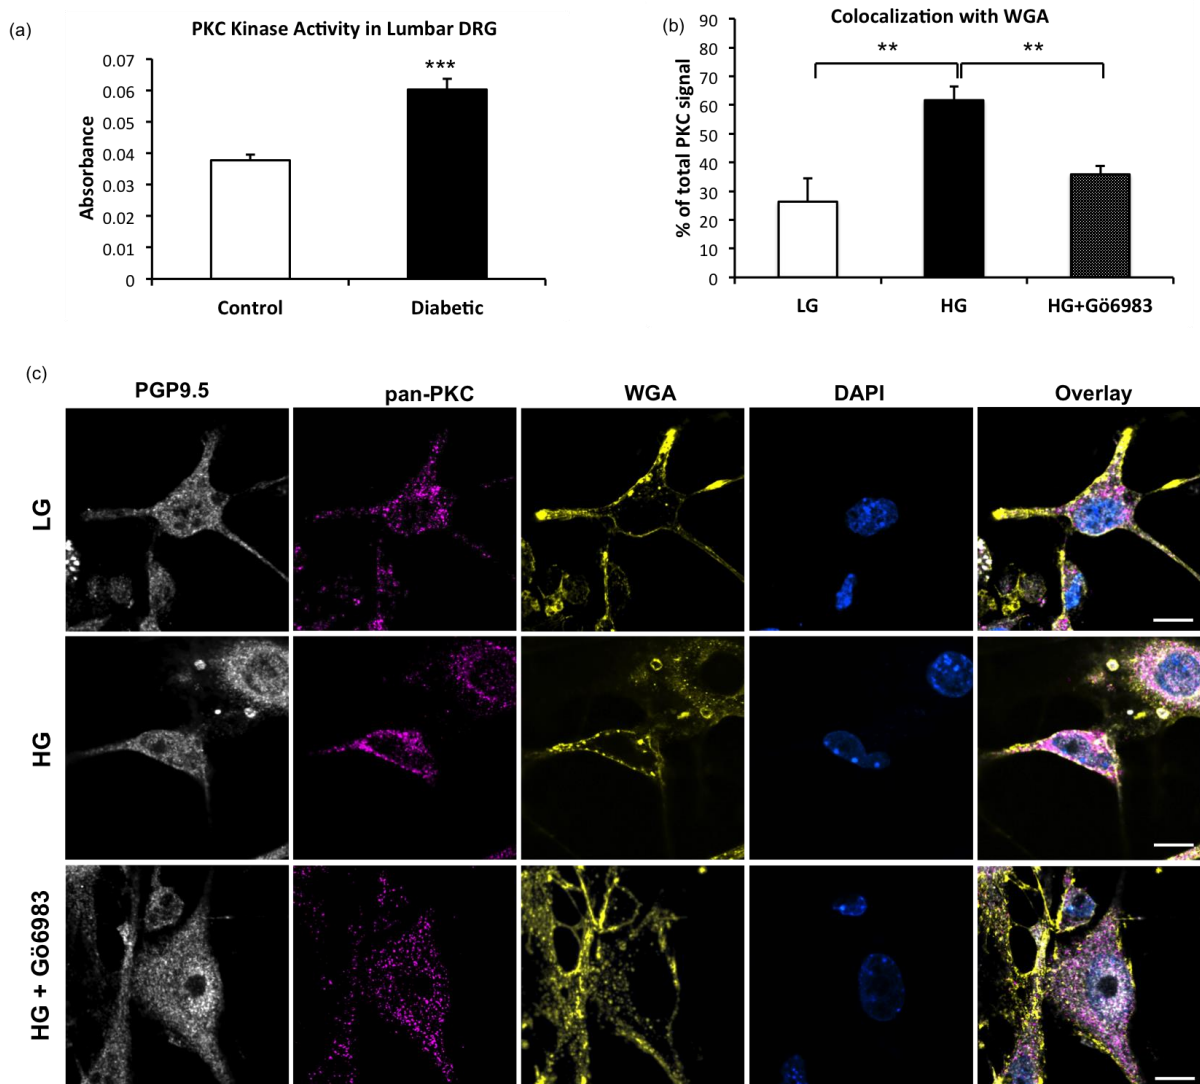 (a)
PKC Kinase Activity in Lumbar DRG
***
0.07
0.06
0.05
0.04
0.03
0.02
0.01
0
Absorbance
Control Diabetic
(b)
Colocalization with WGA
** **
90
80
70
60
50
40
30
20
10
0
% of total PKC signal
LG HG HG+Gö6983
(c)
PGP9.5 pan-PKC WGA DAPI Overlay
LG
HG
HG + Gö6983